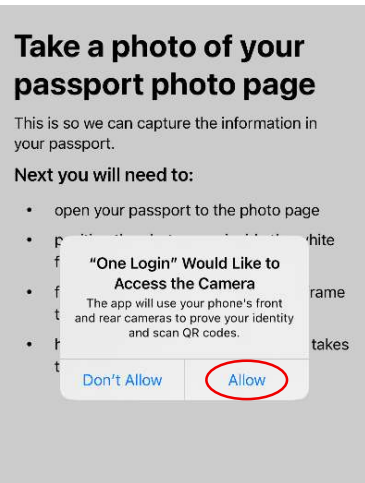 Take a photo of your
passport photo page
This is so we can capture the information in
your passport.
Next you will need to:
• open your passport to the photo page
•
“One Login” Would Like to
Access the Camera
The app will use your phone's front
and rear cameras to prove your identity
and scan QR codes.
• rame
• takes
Don't Allow Allow